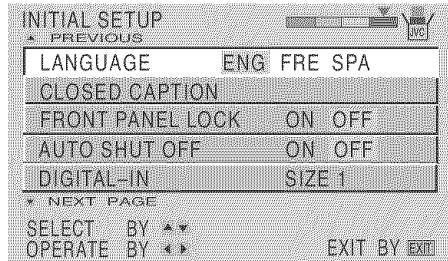 INITIAL SETUP
JVC
▲ PREVIOUS
LANGUAGE ENG FRE SPA
CLOSED CAPTION
FRONT PANEL LOCK ON OFF
AUTO SHUT OFF ON OFF
DIGITAL-IN SIZE 1
▼ NEXT PAGE
SELECT BY ▲▼
OPERATE BY ◀▶ EXIT BY EXIT